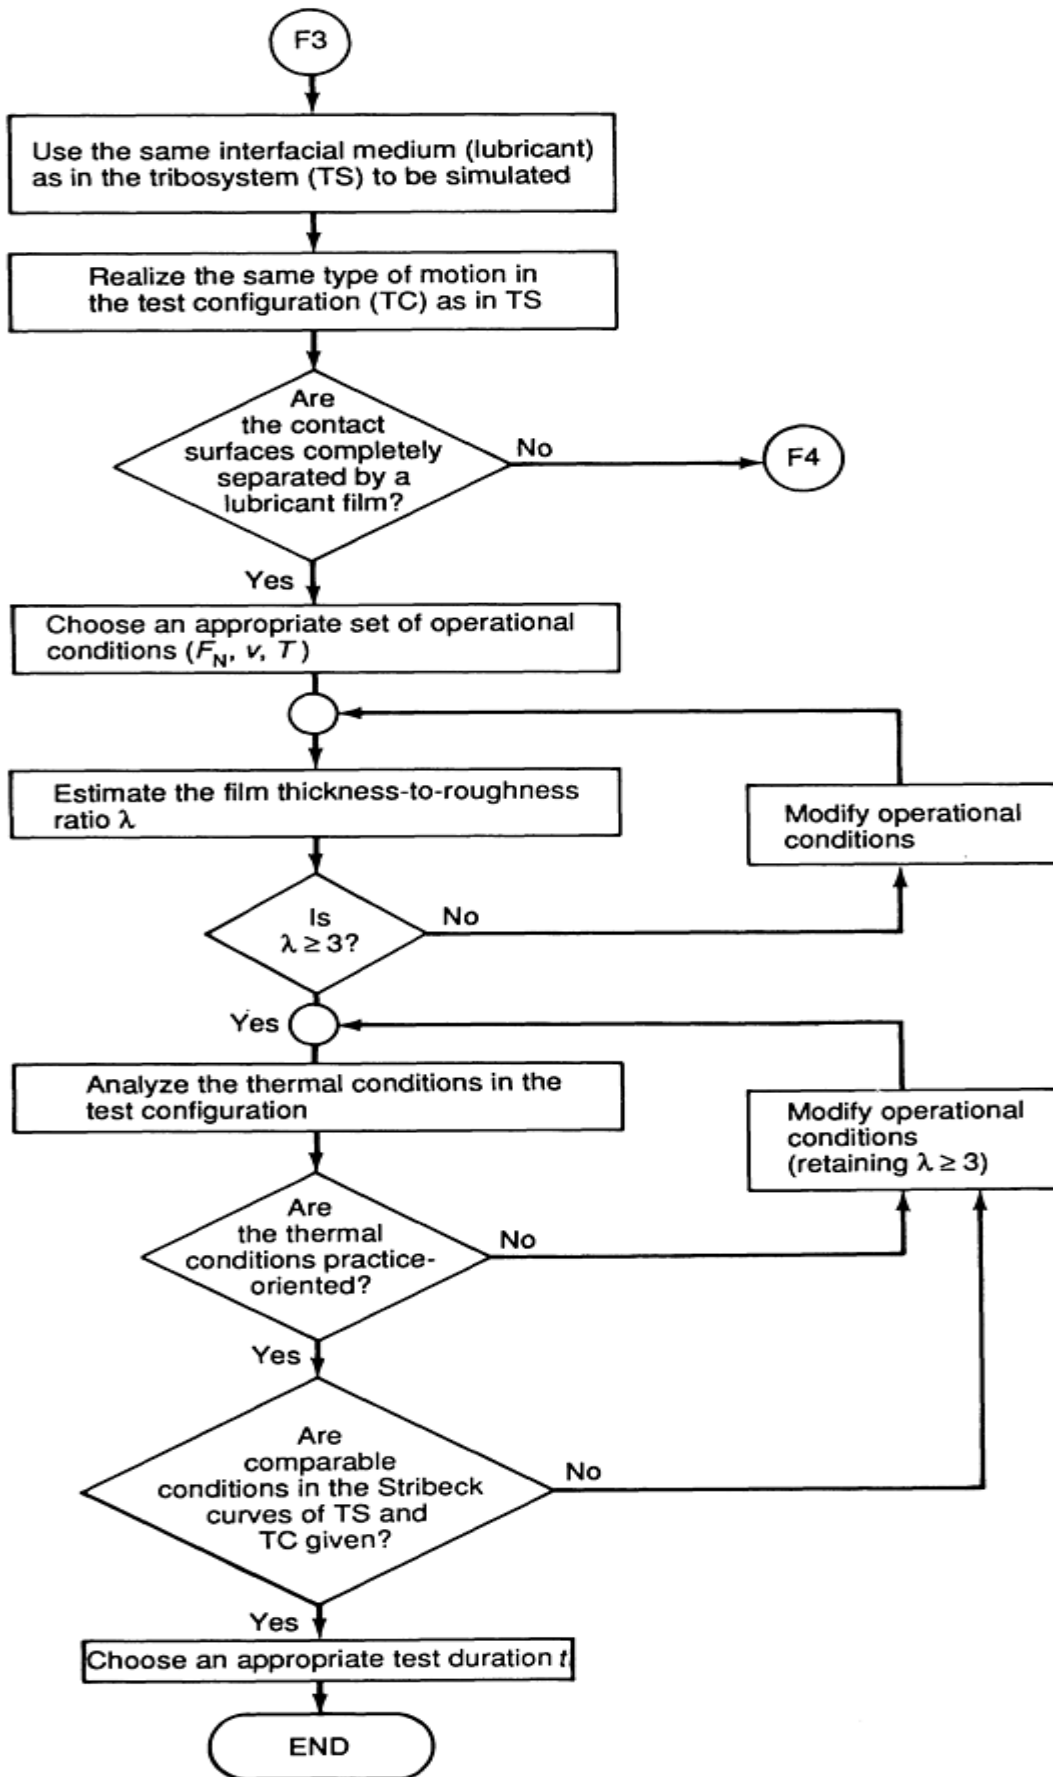 F3
Use the same interfacial medium (lubricant)
as in the tribosystem (TS) to be simulated
Realize the same type of motion in
the test configuration (TC) as in TS
Are
the contact
surfaces completely
separated by a
lubricant film?
No
F4
Yes
Choose an appropriate set of operational
conditions (F_N, v, T)
Estimate the film thickness-to-roughness
ratio λ
Modify operational
conditions
Is
λ ≥ 3?
No
Yes
Analyze the thermal conditions in the
test configuration
Modify operational
conditions
(retaining λ ≥ 3)
Are
the thermal
conditions practice-
oriented?
No
Yes
Are
comparable
conditions in the Stribeck
curves of TS and
TC given?
No
Yes
Choose an appropriate test duration t
END